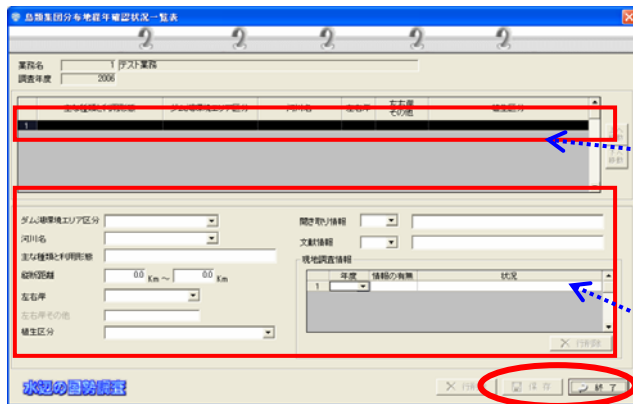 鳥類集団分布地経年確認状況一覧表
業務名 1 テスト業務
調査年度 2006
主な種類と利用形態 ダム湖環境エリア区分 河川名 左右岸 左右岸その他 植生区分
1
移動
ダム湖環境エリア区分
河川名
主な種類と利用形態
縦断距離 0.0 Km ～ 0.0 Km
左右岸
左右岸その他
植生区分
聞き取り情報
文献情報
現地調査情報
年度 情報の有無 状況
1
行削除
水辺の国勢調査
保存 終了